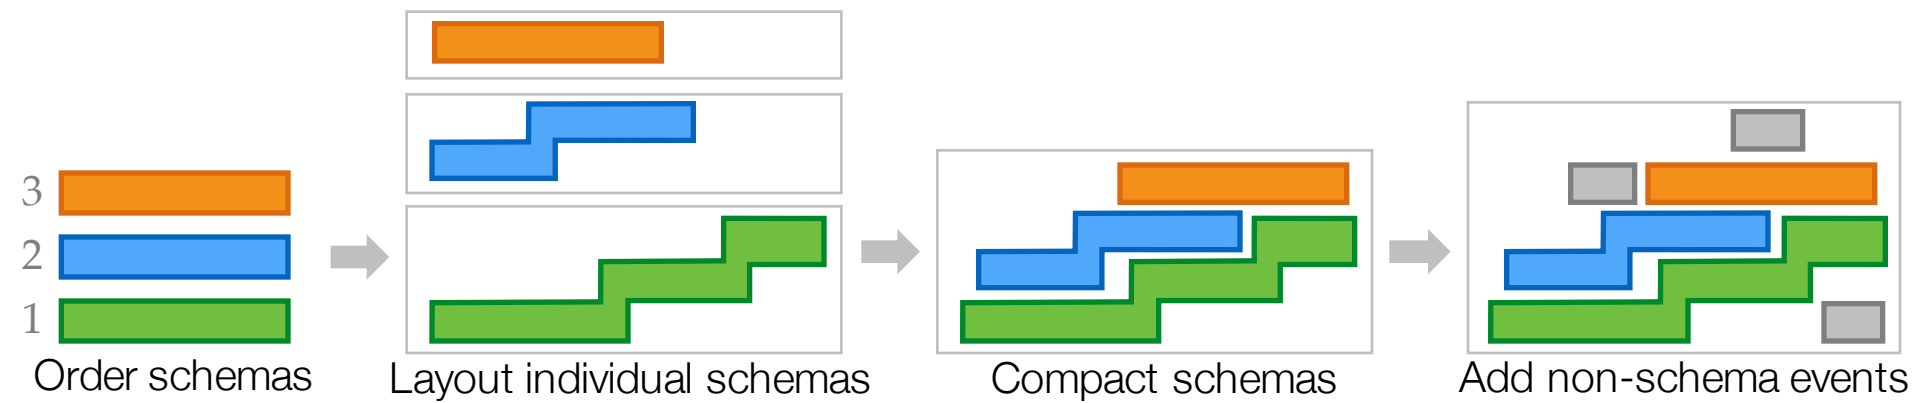 3
2
1
Order schemas
Layout individual schemas
Compact schemas
Add non-schema events